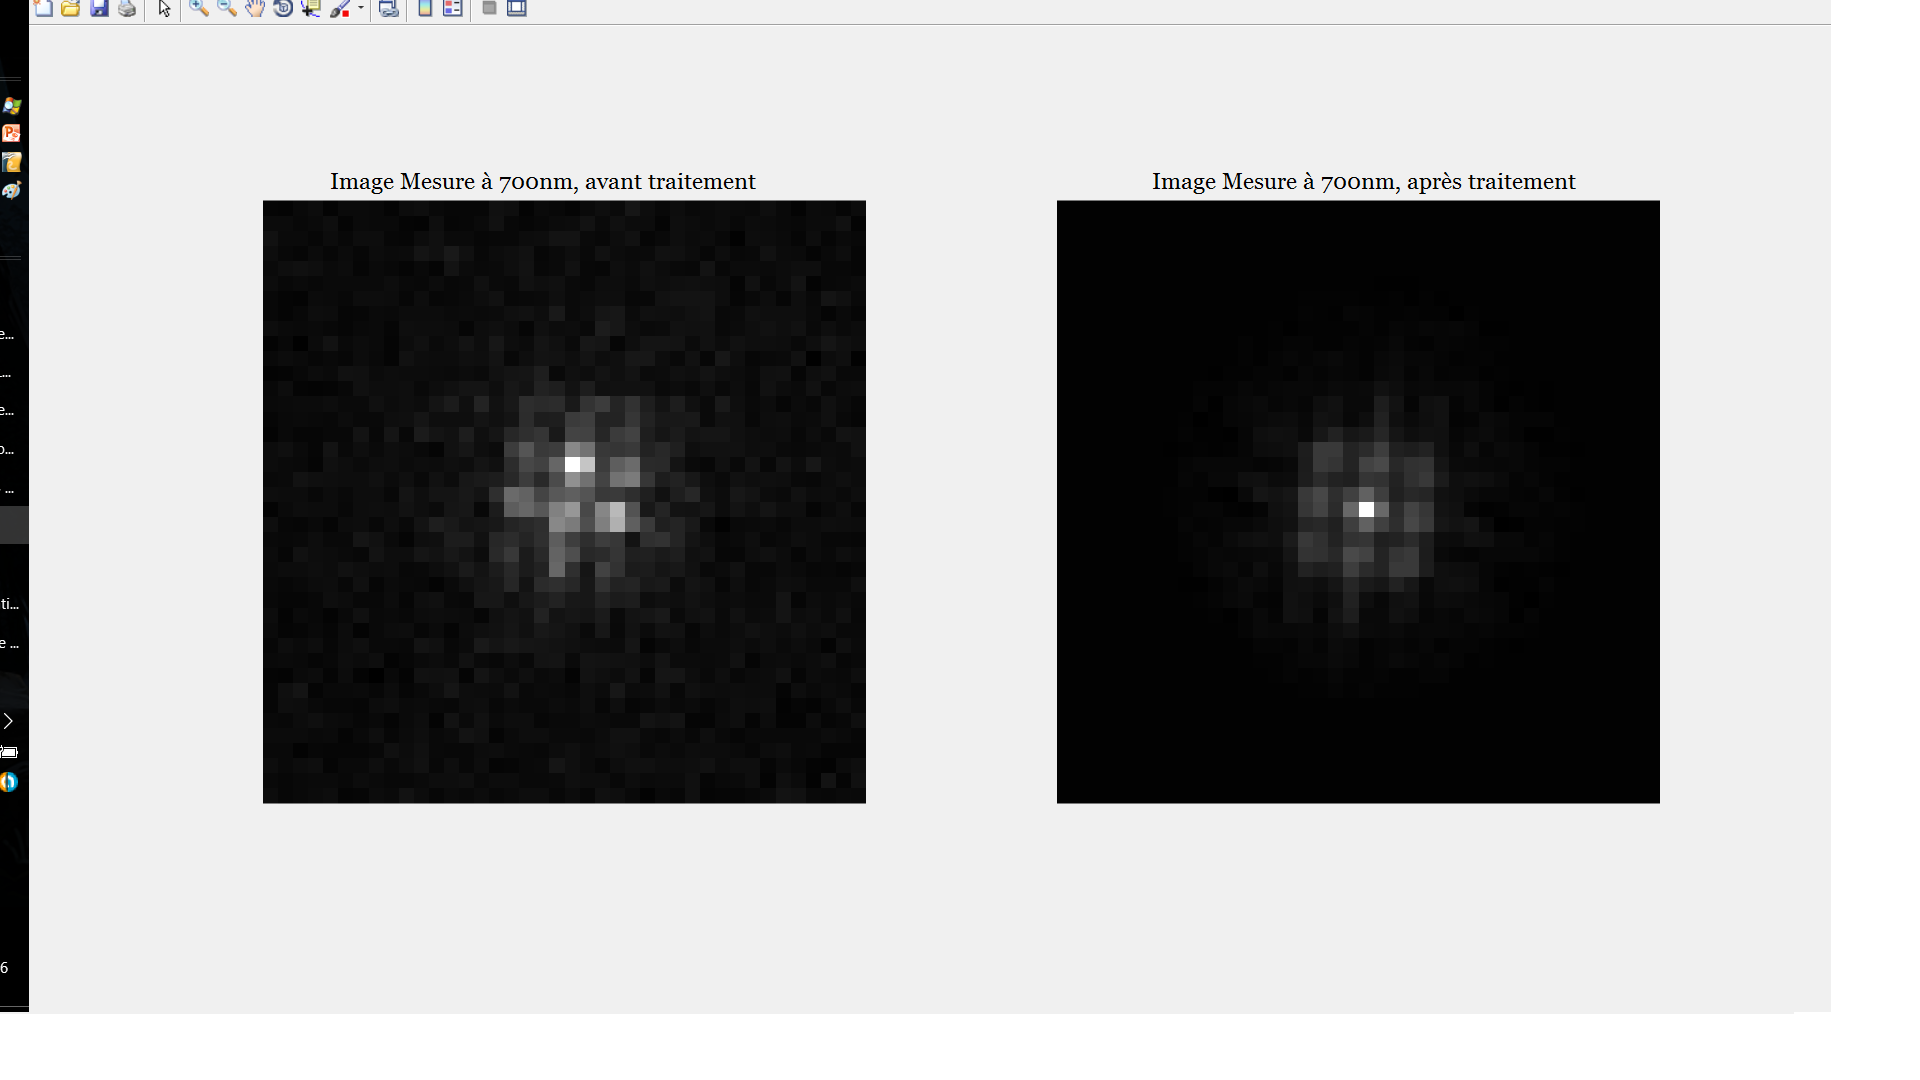 Image Mesure à 700nm, avant traitement
Image Mesure à 700nm, après traitement
e...
...
e...
o...
...
ti...
e ...
6